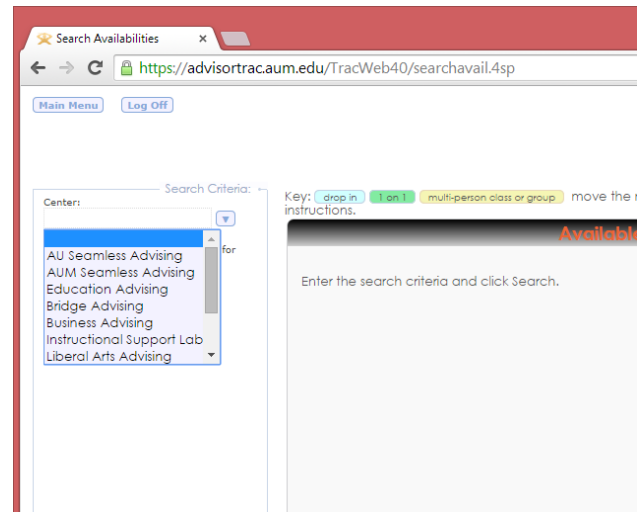 Search Availabilities
https://advisortrac.aum.edu/TracWeb40/searchavail.4sp
Main Menu Log Off
Search Criteria:
Center:
for
AU Seamless Advising
AUM Seamless Advising
Education Advising
Bridge Advising
Business Advising
Instructional Support Lab
Liberal Arts Advising
Key: drop in 1 on 1 multi-person class or group move the
instructions.
Available
Enter the search criteria and click Search.